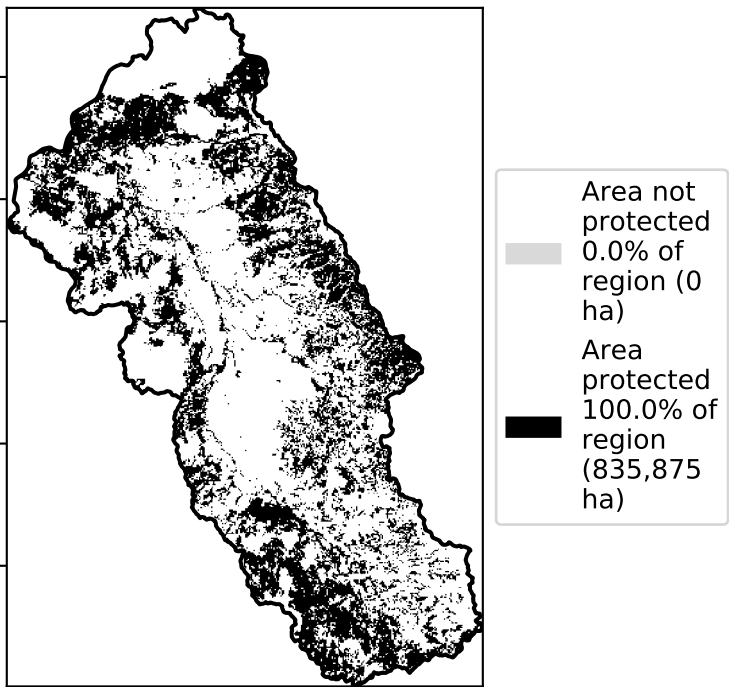 Area not
protected
0.0% of
region (0
ha)
Area
protected
100.0% of
region
(835,875
ha)